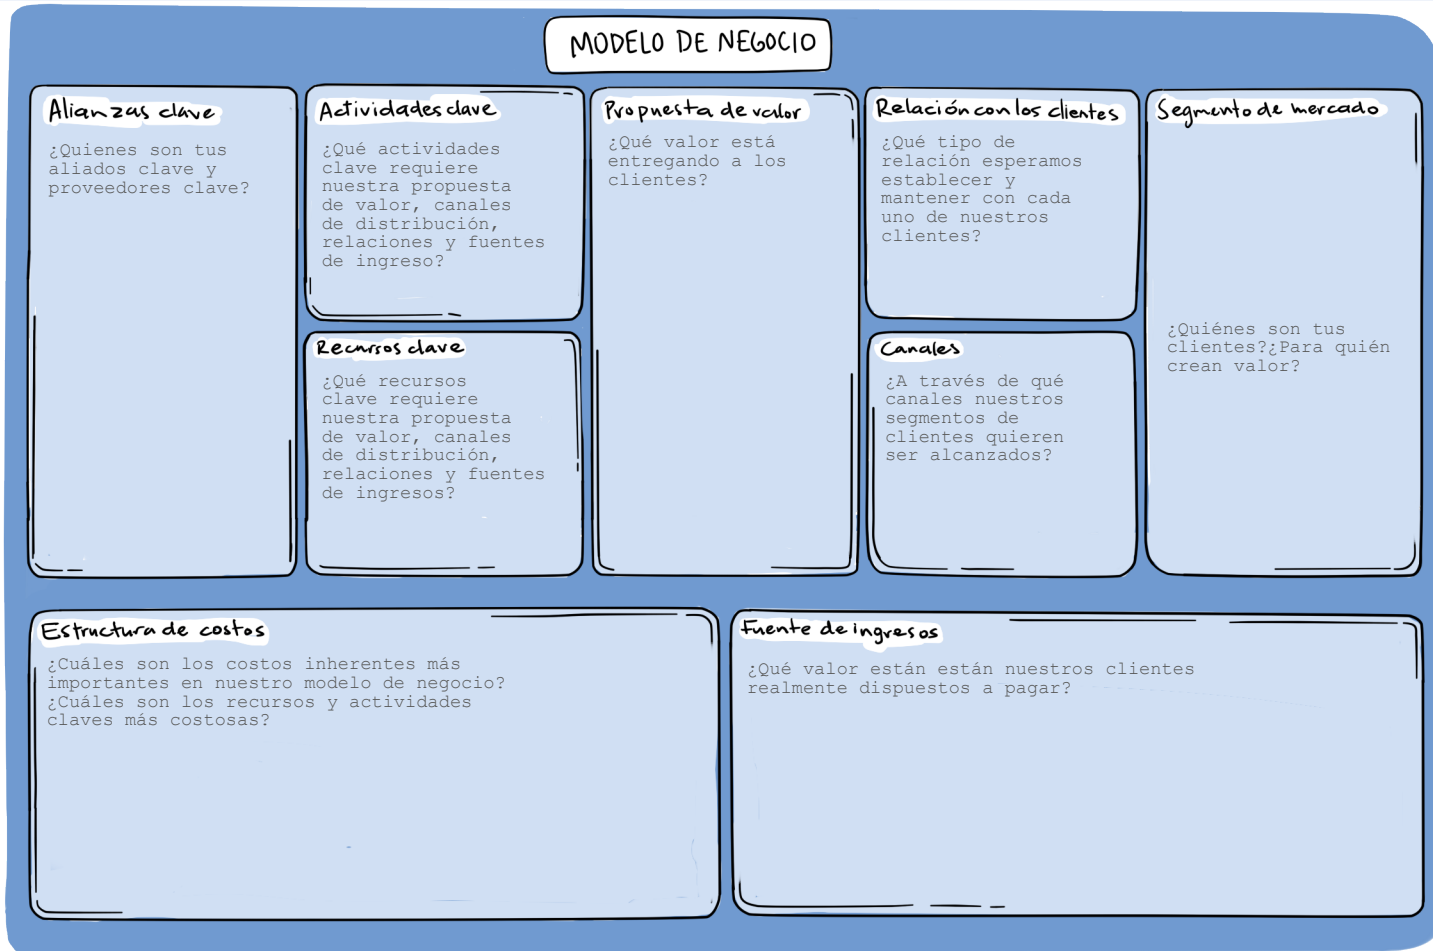 MODELO DE NEGOCIO
Alianzas clave
¿Quienes son tus
aliados clave y
proveedores clave?
Actividades clave
¿Qué actividades
clave requiere
nuestra propuesta
de valor, canales
de distribución,
relaciones y fuentes
de ingreso?
Recursos clave
¿Qué recursos
clave requiere
nuestra propuesta
de valor, canales
de distribución,
relaciones y fuentes
de ingresos?
Propuesta de valor
¿Qué valor está
entregando a los
clientes?
Relación con los clientes
¿Qué tipo de
relación esperamos
establecer y
mantener con cada
uno de nuestros
clientes?
Canales
¿A través de qué
canales nuestros
segmentos de
clientes quieren
ser alcanzados?
Segmento de mercado
¿Quiénes son tus
clientes?¿Para quién
crean valor?
Estructura de costos
¿Cuáles son los costos inherentes más
importantes en nuestro modelo de negocio?
¿Cuáles son los recursos y actividades
claves más costosas?
Fuente de ingresos
¿Qué valor están están nuestros clientes
realmente dispuestos a pagar?